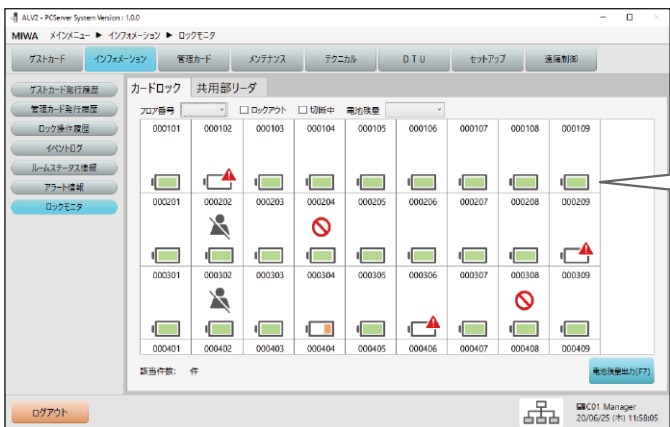 ALV2 - PCServer System Version : 1.0.0
MIWA メインメニュー ▶ インフォメーション ▶ ロックモニタ
ゲストカード インフォメーション 管理カード メンテナンス テクニカル DTU セットアップ 遠隔制御
ゲストカード発行履歴
管理カード発行履歴
ロック操作履歴
イベントログ
ルームステータス情報
アラート情報
ロックモニタ
カードロック 共用部リーダ
フロア番号 ロックアウト 切断中 電池残量
000101 000102 000103 000104 000105 000106 000107 000108 000109
000201 000202 000203 000204 000205 000206 000207 000208 000209
000301 000302 000303 000304 000305 000306 000307 000308 000309
000401 000402 000403 000404 000405 000406 000407 000408 000409
該当件数: 件
電池残量出力(F7)
ログアウト
C01 Manager
20/06/25 (木) 11:58:05